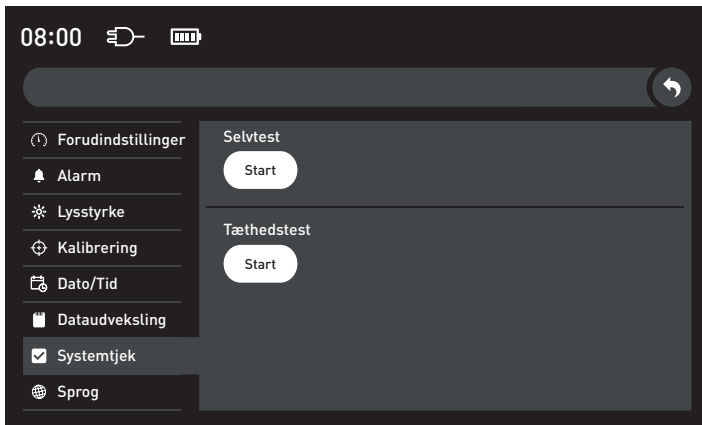 08:00
Forudindstillinger
Alarm
Lysstyrke
Kalibrering
Dato/Tid
Dataudveksling
Systemtjek
Sprog
Selvtest
Start
Tæthedstest
Start